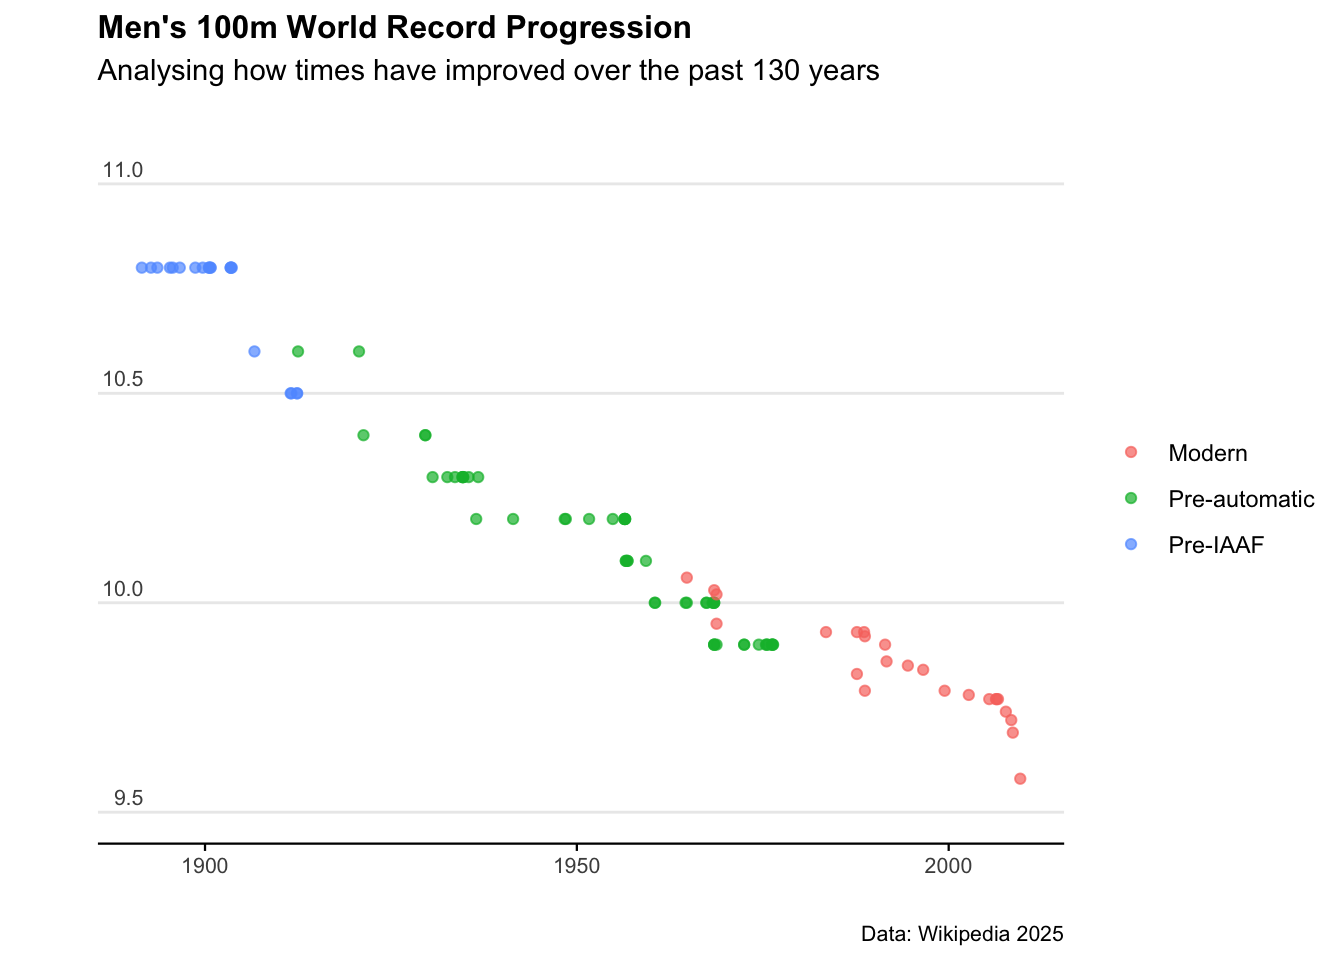 Men's 100m World Record Progression
Analysing how times have improved over the past 130 years
11.0
10.5
10.0
9.5
1900
1950
2000
Modern
Pre-automatic
Pre-IAAF
Data: Wikipedia 2025